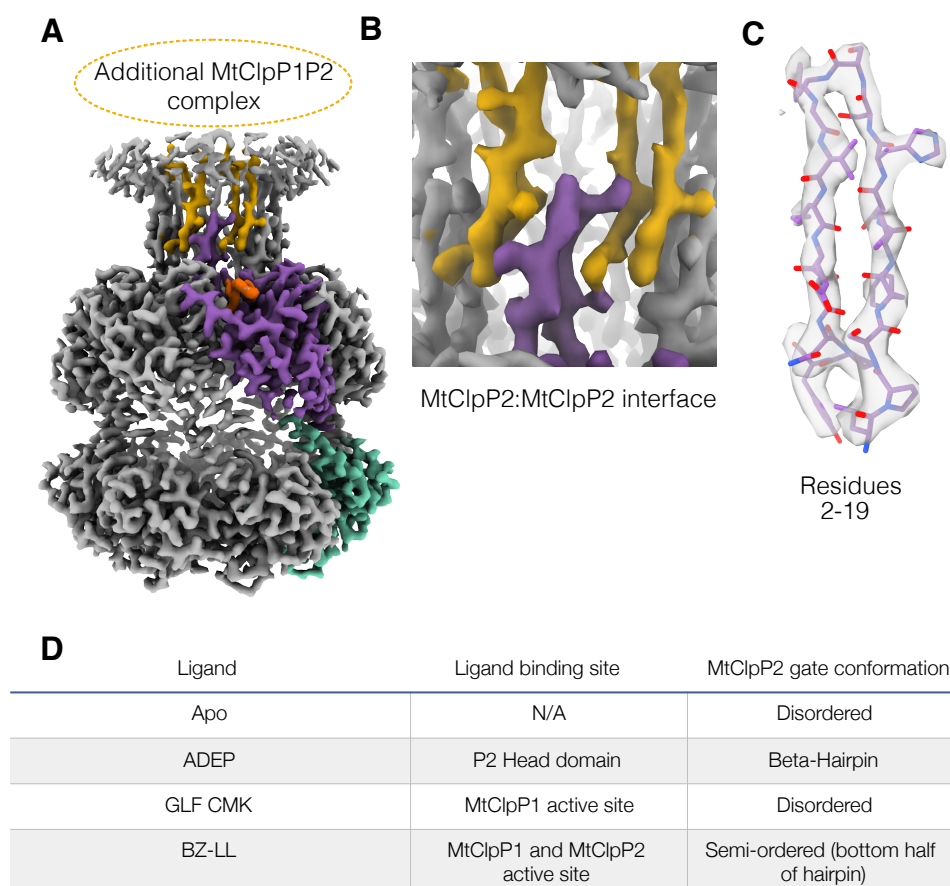 A
Additional MtClpP1P2
complex
B
MtClpP2:MtClpP2 interface
C
Residues
2-19
D
Ligand Ligand binding site MtClpP2 gate conformation
Apo N/A Disordered
ADEP P2 Head domain Beta-Hairpin
GLF CMK MtClpP1 active site Disordered
BZ-LL MtClpP1 and MtClpP2 Semi-ordered (bottom half
active site of hairpin)